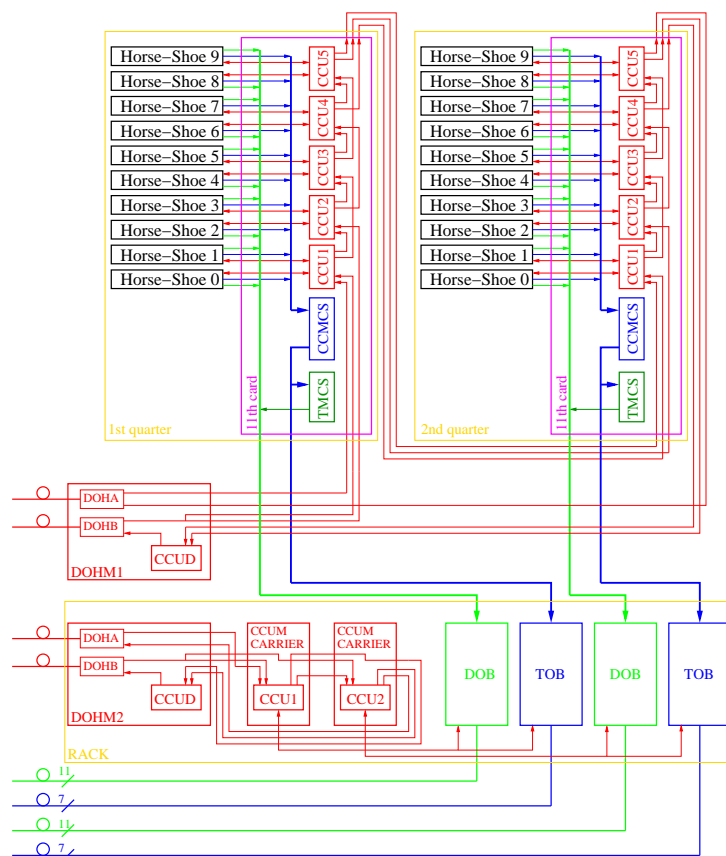 Horse–Shoe 9
Horse–Shoe 8
Horse–Shoe 7
Horse–Shoe 6
Horse–Shoe 5
Horse–Shoe 4
Horse–Shoe 3
Horse–Shoe 2
Horse–Shoe 1
Horse–Shoe 0
CCU5
CCU4
CCU3
CCU2
CCU1
CCMCS
TMCS
11th card
1st quarter
Horse–Shoe 9
Horse–Shoe 8
Horse–Shoe 7
Horse–Shoe 6
Horse–Shoe 5
Horse–Shoe 4
Horse–Shoe 3
Horse–Shoe 2
Horse–Shoe 1
Horse–Shoe 0
CCU5
CCU4
CCU3
CCU2
CCU1
CCMCS
TMCS
11th card
2nd quarter
DOHA
DOHB
CCUD
DOHM1
DOHA
DOHB
CCUD
DOHM2
CCUM
CARRIER
CCU1
CCUM
CARRIER
CCU2
DOB
TOB
DOB
TOB
RACK
11
7
11
7